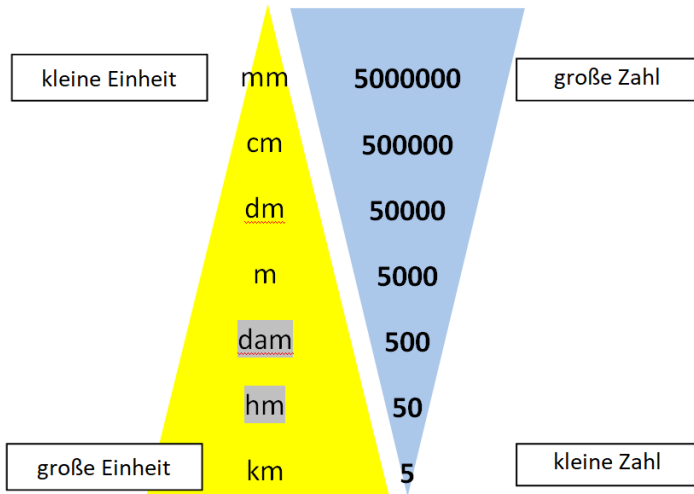 kleine Einheit mm 5000000 große Zahl
cm 500000
dm 50000
m 5000
dam 500
hm 50
große Einheit km 5 kleine Zahl